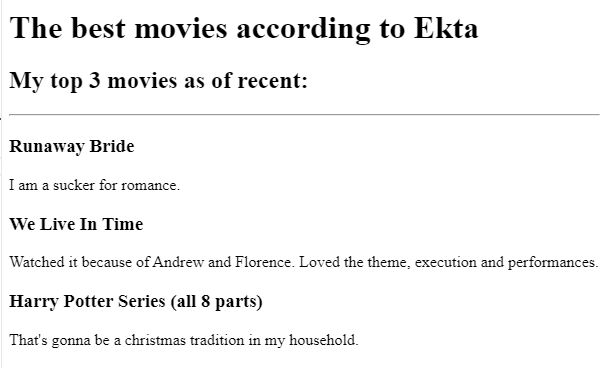 The best movies according to Ekta
My top 3 movies as of recent:
Runaway Bride
I am a sucker for romance.
We Live In Time
Watched it because of Andrew and Florence. Loved the theme, execution and performances.
Harry Potter Series (all 8 parts)
That's gonna be a christmas tradition in my household.